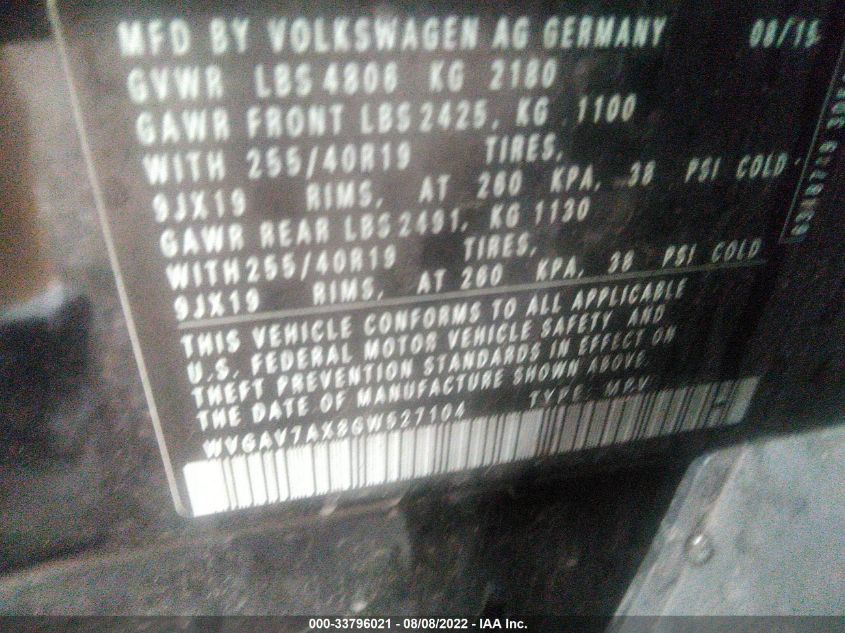 MFD BY VOLKSWAGEN AG GERMANY 08/15
GVWR LBS 4806 KG 2180
GAWR FRONT LBS 2425, KG 1100
WITH 255/40R19 TIRES,
9JX19 RIMS, AT 260 KPA, 38 PSI COLD.
GAWR REAR LBS 2491, KG 1130
WITH 255/40R19 TIRES,
9JX19 RIMS, AT 260 KPA, 38 PSI COLD
THIS VEHICLE CONFORMS TO ALL APPLICABLE
U.S. FEDERAL MOTOR VEHICLE SAFETY AND
THEFT PREVENTION STANDARDS IN EFFECT ON
THE DATE OF MANUFACTURE SHOWN ABOVE.
WVGAV7AX8GW527104 TYPE MPV
000-33796021 - 08/08/2022 - IAA Inc.